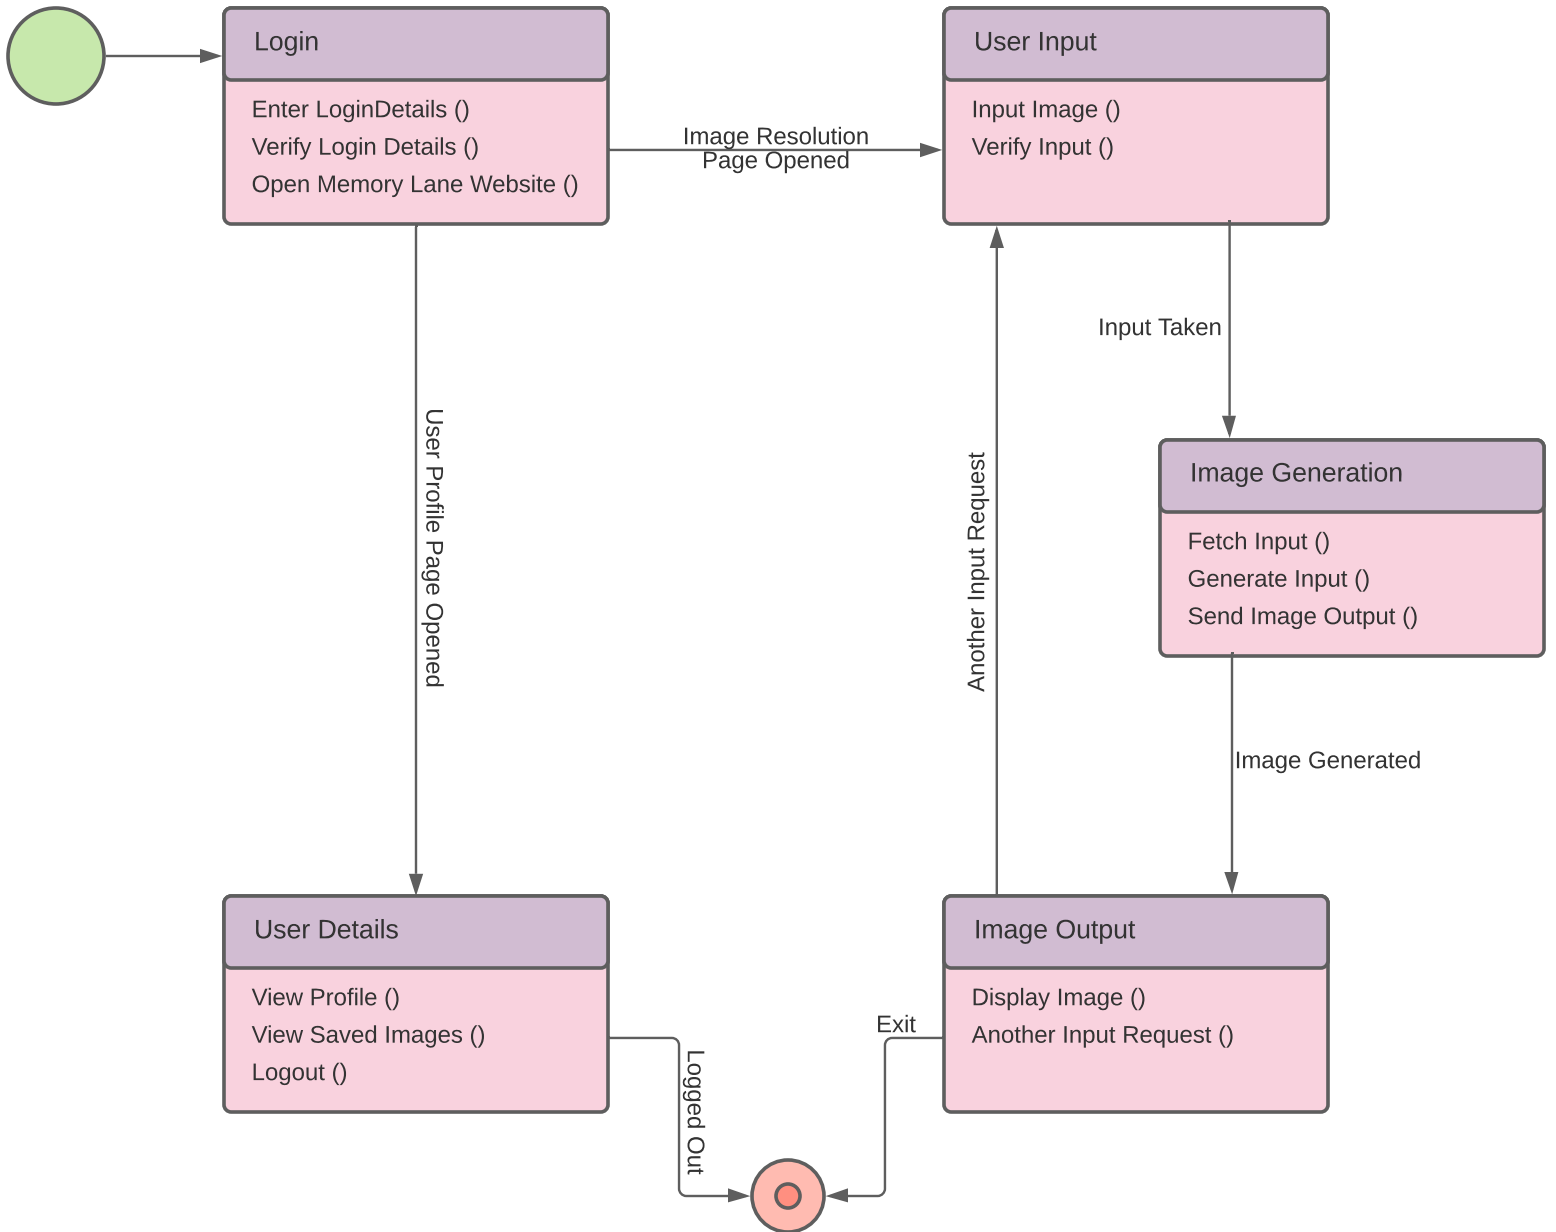 Login
Enter LoginDetails ()
Verify Login Details ()
Open Memory Lane Website ()
Image Resolution
Page Opened
User Input
Input Image ()
Verify Input ()
Input Taken
User Profile Page Opened
Another Input Request
Image Generation
Fetch Input ()
Generate Input ()
Send Image Output ()
Image Generated
User Details
View Profile ()
View Saved Images ()
Logout ()
Logged Out
Exit
Image Output
Display Image ()
Another Input Request ()